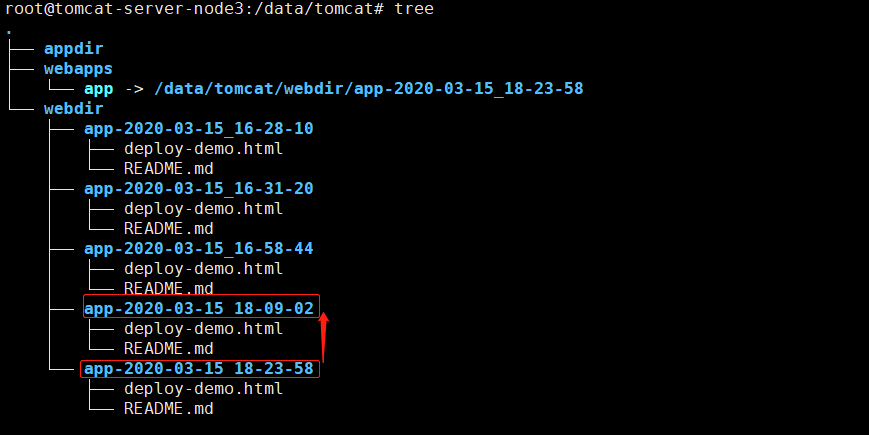 root@tomcat-server-node3:/data/tomcat# tree
.
├── appdir
├── webapps
│   └── app -> /data/tomcat/webdir/app-2020-03-15_18-23-58
└── webdir
    ├── app-2020-03-15_16-28-10
    │   ├── deploy-demo.html
    │   └── README.md
    ├── app-2020-03-15_16-31-20
    │   ├── deploy-demo.html
    │   └── README.md
    ├── app-2020-03-15_16-58-44
    │   ├── deploy-demo.html
    │   └── README.md
    ├── app-2020-03-15_18-09-02
    │   ├── deploy-demo.html
    │   └── README.md
    └── app-2020-03-15_18-23-58
        ├── deploy-demo.html
        └── README.md